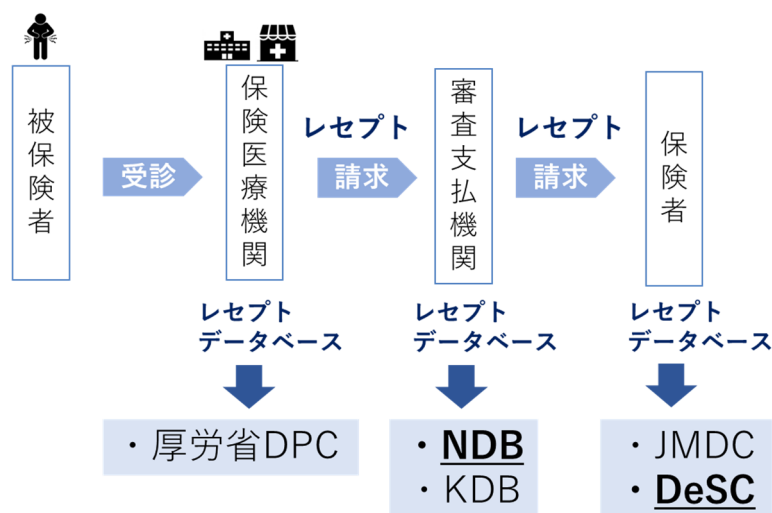 被保険者
受診
保険医療機関
レセプト
請求
審査支払機関
レセプト
請求
保険者
レセプト
データベース
レセプト
データベース
レセプト
データベース
・厚労省DPC
・NDB
・KDB
・JMDC
・DeSC